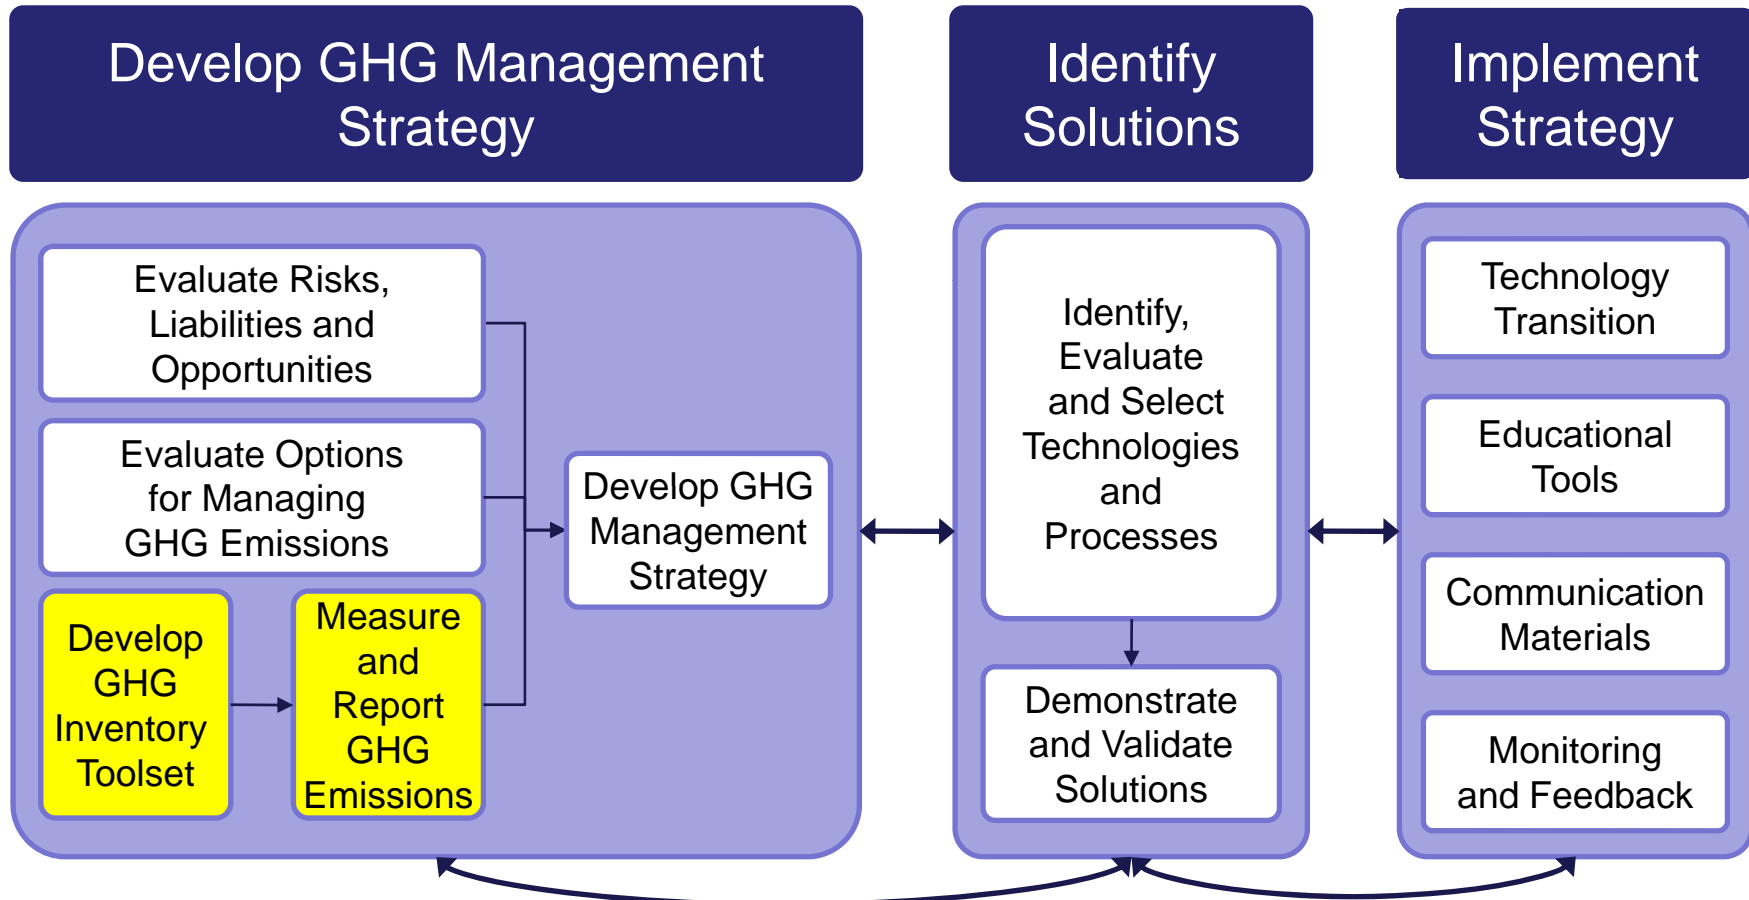 Develop GHG Management
Strategy
Identify
Solutions
Implement
Strategy
Evaluate Risks,
Liabilities and
Opportunities
Evaluate Options
for Managing
GHG Emissions
Develop
GHG
Inventory
Toolset
Measure
and
Report
GHG
Emissions
Develop GHG
Management
Strategy
Identify,
Evaluate
and Select
Technologies
and
Processes
Demonstrate
and Validate
Solutions
Technology
Transition
Educational
Tools
Communication
Materials
Monitoring
and Feedback